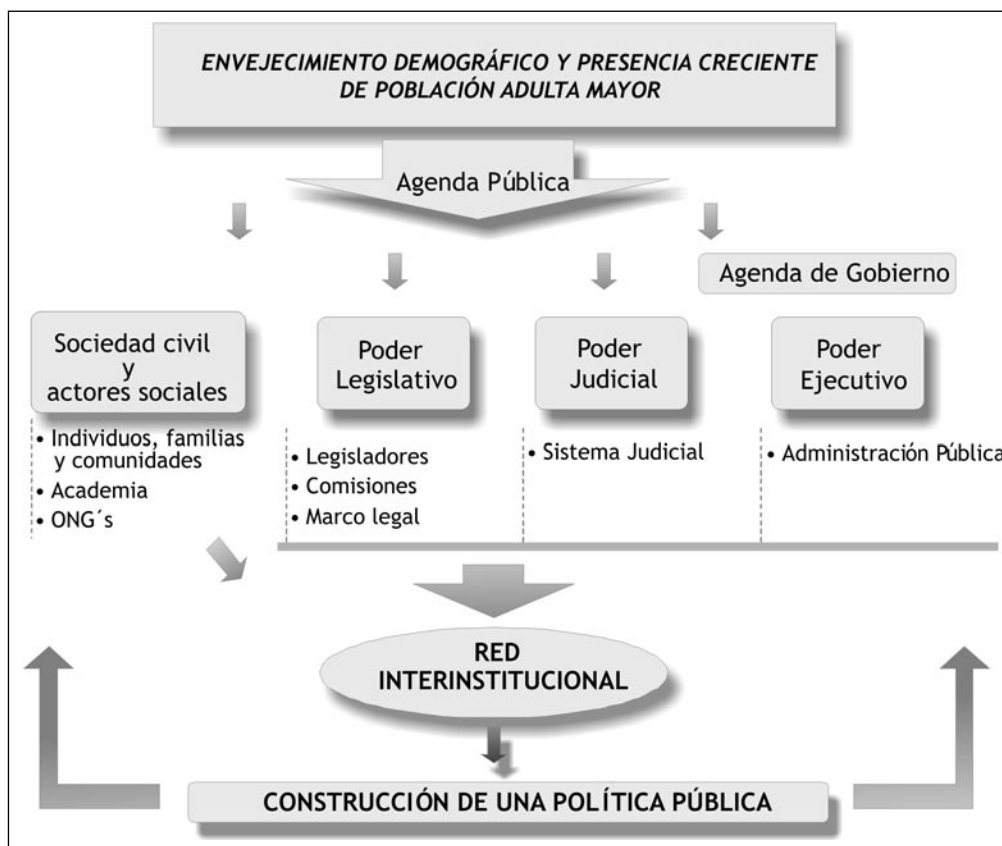 ENVEJECIMIENTO DEMOGRÁFICO Y PRESENCIA CRECIENTE
DE POBLACIÓN ADULTA MAYOR
Agenda Pública
Agenda de Gobierno
Sociedad civil
y
actores sociales
• Individuos, familias
y comunidades
• Academia
• ONG´s
Poder
Legislativo
• Legisladores
• Comisiones
• Marco legal
Poder
Judicial
• Sistema Judicial
Poder
Ejecutivo
• Administración Pública
RED
INTERINSTITUCIONAL
CONSTRUCCIÓN DE UNA POLÍTICA PÚBLICA